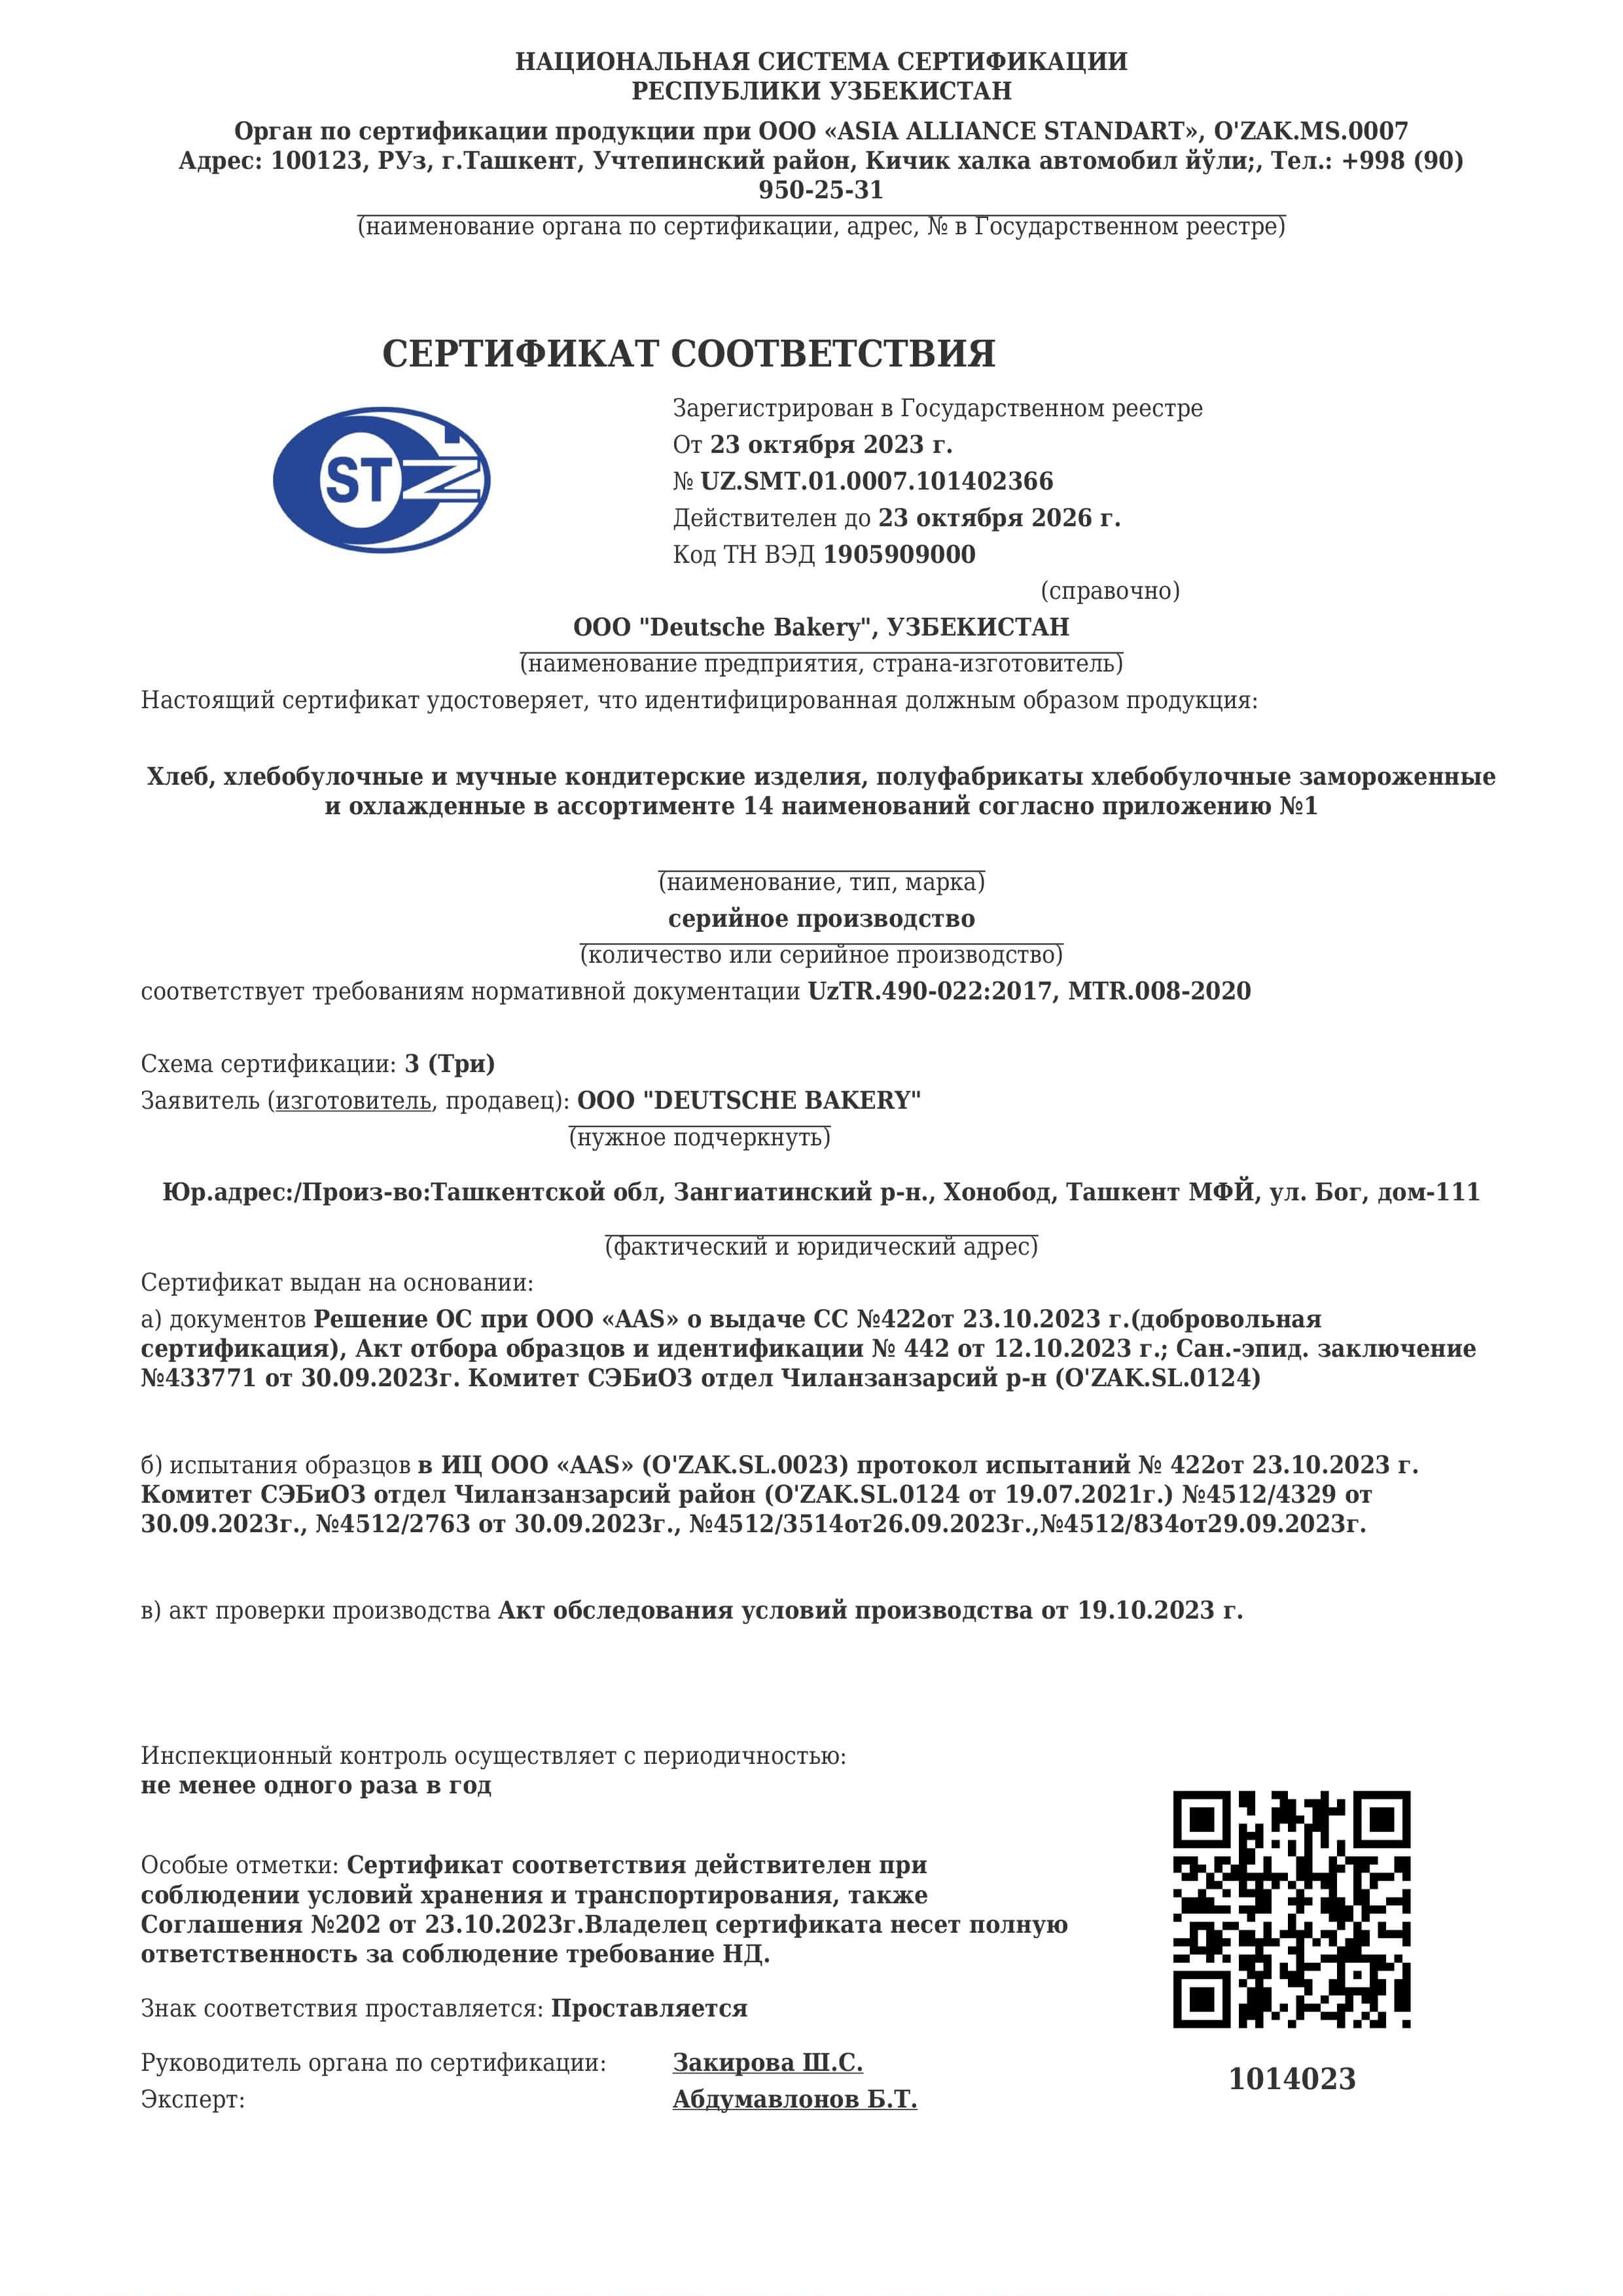 НАЦИОНАЛЬНАЯ СИСТЕМА СЕРТИФИКАЦИИ
РЕСПУБЛИКИ УЗБЕКИСТАН
Орган по сертификации продукции при ООО «ASIA ALLIANCE STANDART», O'ZAK.MS.0007
Адрес: 100123, РУз, г.Ташкент, Учтепинский район, Кичик халка автомобил йўли;, Тел.: +998 (90)
950-25-31
(наименование органа по сертификации, адрес, № в Государственном реестре)
СЕРТИФИКАТ СООТВЕТСТВИЯ
ST
Зарегистрирован в Государственном реестре
От 23 октября 2023 г.
№ UZ.SMT.01.0007.101402366
Действителен до 23 октября 2026 г.
Код ТН ВЭД 1905909000
(справочно)
ООО "Deutsche Bakery", УЗБЕКИСТАН
(наименование предприятия, страна-изготовитель)
Настоящий сертификат удостоверяет, что идентифицированная должным образом продукция:
Хлеб, хлебобулочные и мучные кондитерские изделия, полуфабрикаты хлебобулочные замороженные
и охлажденные в ассортименте 14 наименований согласно приложению №1
(наименование, тип, марка)
серийное производство
(количество или серийное производство)
соответствует требованиям нормативной документации UzTR.490-022:2017, MTR.008-2020
Схема сертификации: 3 (Три)
Заявитель (изготовитель, продавец): ООО "DEUTSCHE BAKERY"
(нужное подчеркнуть)
Юр.адрес:/Произ-во:Ташкентской обл, Зангиатинский р-н., Хонобод, Ташкент МФЙ, ул. Бог, дом-111
(фактический и юридический адрес)
Сертификат выдан на основании:
а) документов Решение ОС при ООО «AAS» о выдаче СС №422от 23.10.2023 г.(добровольная
сертификация), Акт отбора образцов и идентификации № 442 от 12.10.2023 г.; Сан.-эпид. заключение
№433771 от 30.09.2023г. Комитет СЭБиОЗ отдел Чиланзанзарсий р-н (O'ZAK.SL.0124)
б) испытания образцов в ИЦ ООО «AAS» (O'ZAK.SL.0023) протокол испытаний № 422от 23.10.2023 г.
Комитет СЭБиОЗ отдел Чиланзанзарсий район (O'ZAK.SL.0124 от 19.07.2021г.) №4512/4329 от
30.09.2023г., №4512/2763 от 30.09.2023г., №4512/3514от26.09.2023г.,№4512/834от29.09.2023г.
в) акт проверки производства Акт обследования условий производства от 19.10.2023 г.
Инспекционный контроль осуществляет с периодичностью:
не менее одного раза в год
Особые отметки: Сертификат соответствия действителен при
соблюдении условий хранения и транспортирования, также
Соглашения №202 от 23.10.2023г.Владелец сертификата несет полную
ответственность за соблюдение требование НД.
Знак соответствия проставляется: Проставляется
Руководитель органа по сертификации: Закирова Ш.С.
Эксперт: Абдумавлонов Б.Т.
1014023